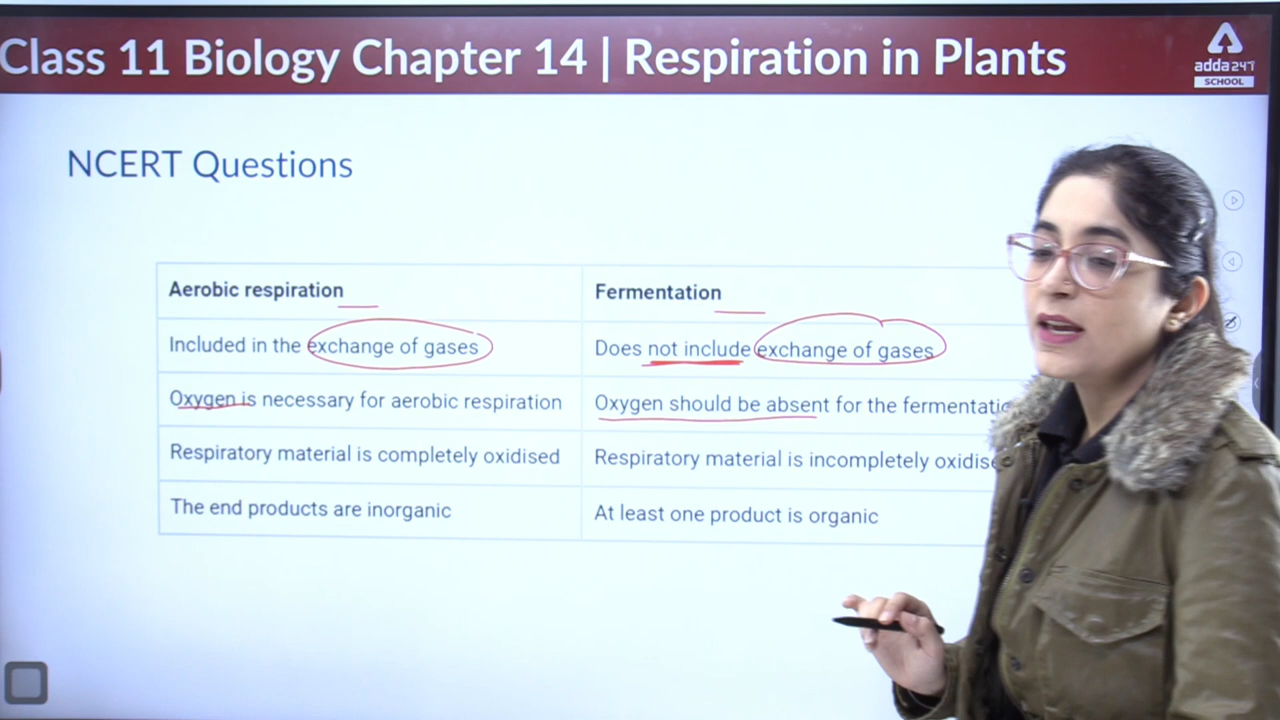 Class 11 Biology Chapter 14 | Respiration in Plants
adda247
SCHOOL
NCERT Questions
Aerobic respiration
Fermentation
Included in the exchange of gases
Does not include exchange of gases
Oxygen is necessary for aerobic respiration
Oxygen should be absent for the
Respiratory material is completely oxidised
Respiratory material is incompletely
The end products are inorganic
At least one product is organic